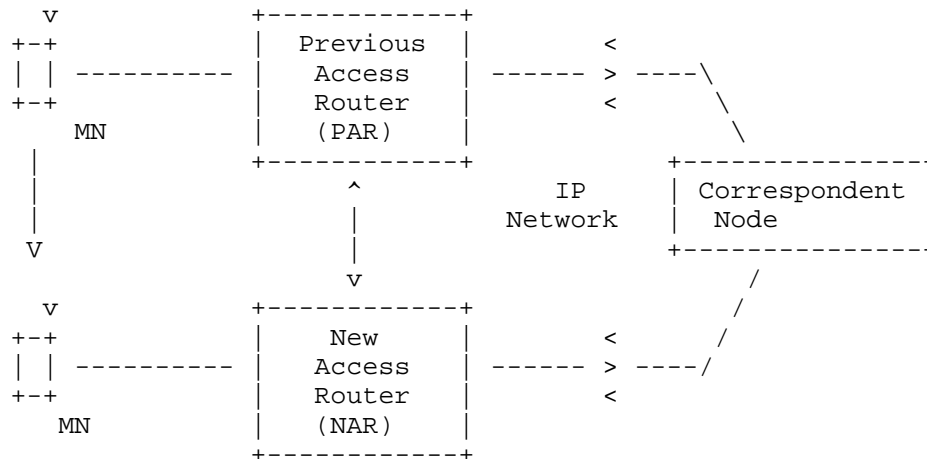 v +------------+
+-+ | Previous | <
| | ---------- | Access | ------ > ----\
+-+ | Router | < \
MN | (PAR) | \
| +------------+ +---------------
| ^ IP | Correspondent
| | Network | Node
V | +---------------
v /
v +------------+ /
+-+ | New | < /
| | ---------- | Access | ------ > ----/
+-+ | Router | <
MN | (NAR) |
+------------+